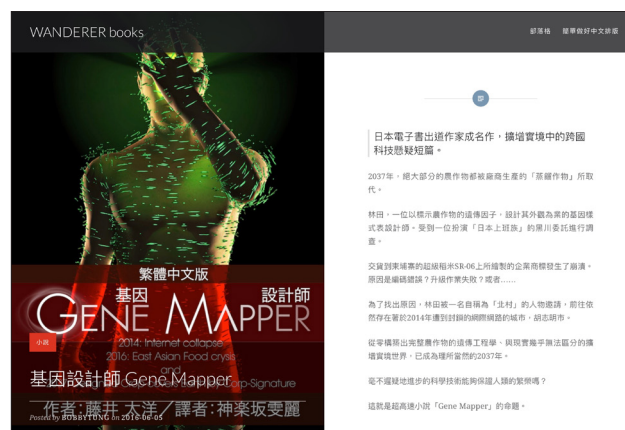 WANDERER books
部落格 簡單做好中文排版
繁體中文版
基因 設計師
GENE MAPPER
小說
2014: Internet collapse
2016: East Asian Food crysis
and
Corp-Signature
基因設計師 Gene Mapper
作者:藤井 太洋／譯者:神楽坂雯麗
Posted by BOBBYTUNG on 2016-06-05
日本電子書出道作家成名作，擴增實境中的跨國
科技懸疑短篇。
2037年，絕大部分的農作物都被廠商生產的「蒸餾作物」所取
代。
林田，一位以標示農作物的遺傳因子，設計其外觀為業的基因樣
式表設計師。受到一位扮演「日本上班族」的黑川委託進行調
查。
交貨到柬埔寨的超級稻米SR-06上所繪製的企業商標發生了崩潰。
原因是編碼錯誤？升級作業失敗？或者……
為了找出原因，林田被一名自稱為「北村」的人物邀請，前往依
然存在著於2014年遭到封鎖的網際網路的城市，胡志明市。
從零構築出完整農作物的遺傳工程學、與現實幾乎無法區分的擴
增實境世界，已成為理所當然的2037年。
毫不遲疑地進步的科學技術能夠保證人類的繁榮嗎？
這就是超高速小說「Gene Mapper」的命題。